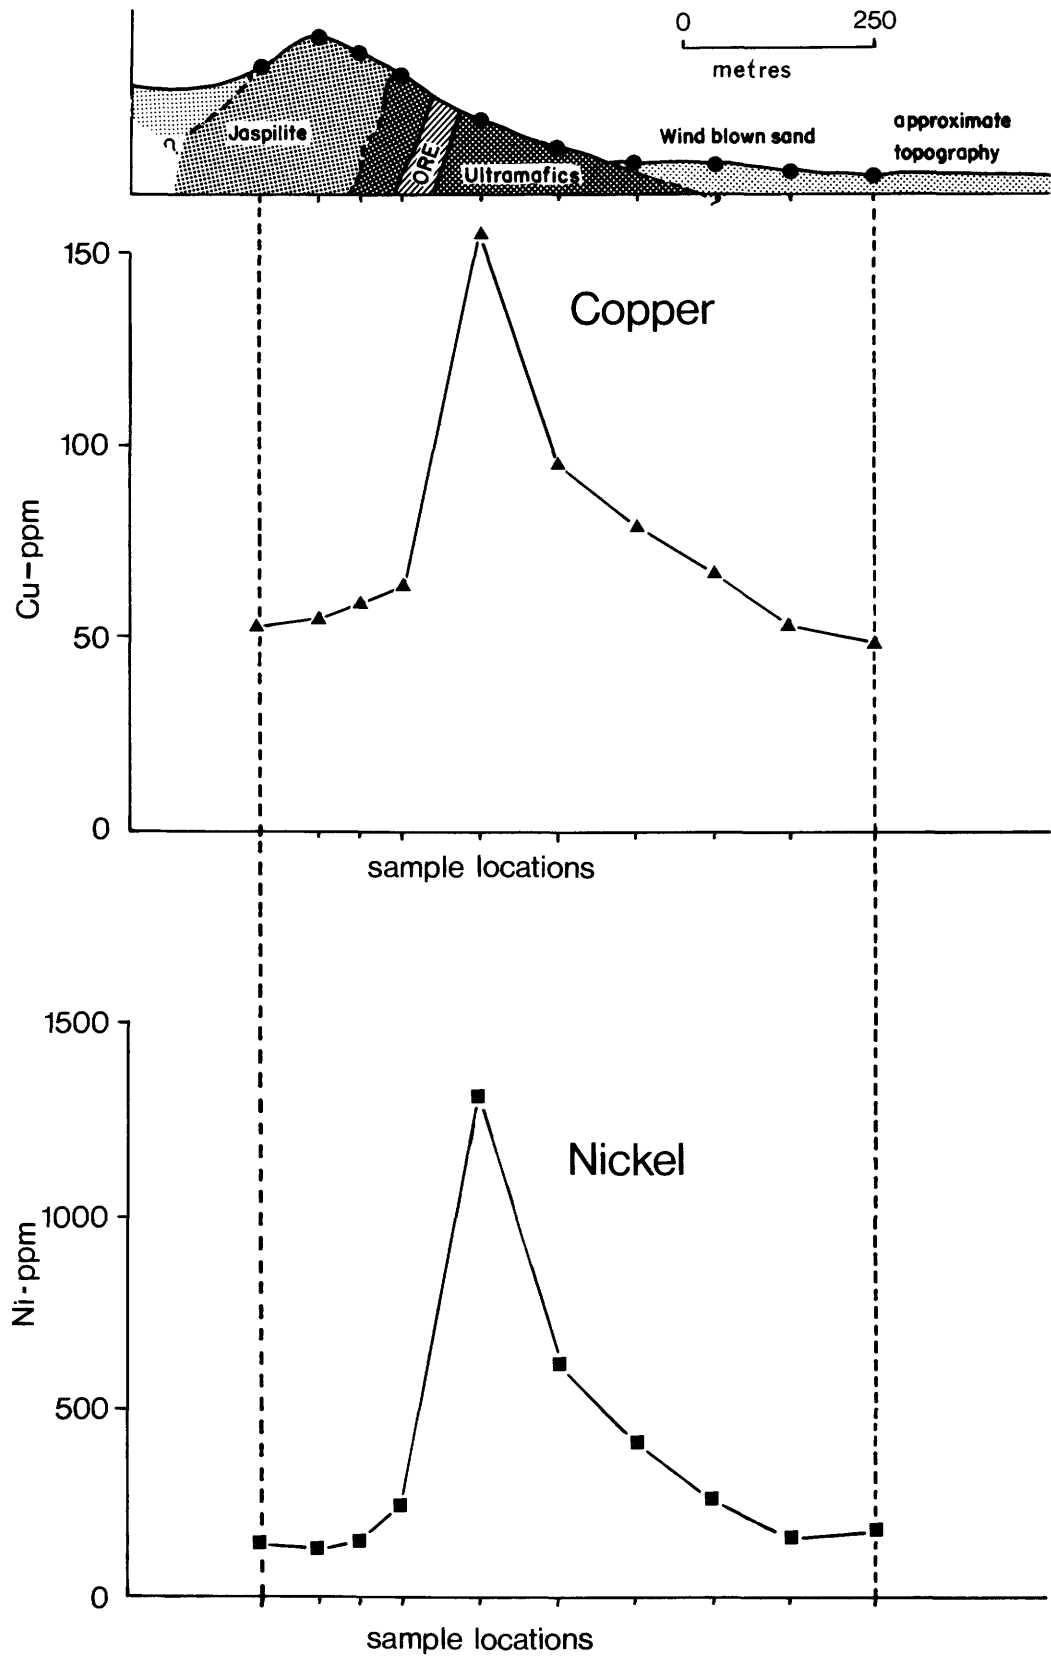 0 250
metres
approximate
topography
Wind blown sand
Jaspilite
?
ORE
Ultramafics
?
150
100
50
0
Cu-ppm
Copper
sample locations
1500
1000
500
0
Ni-ppm
Nickel
sample locations